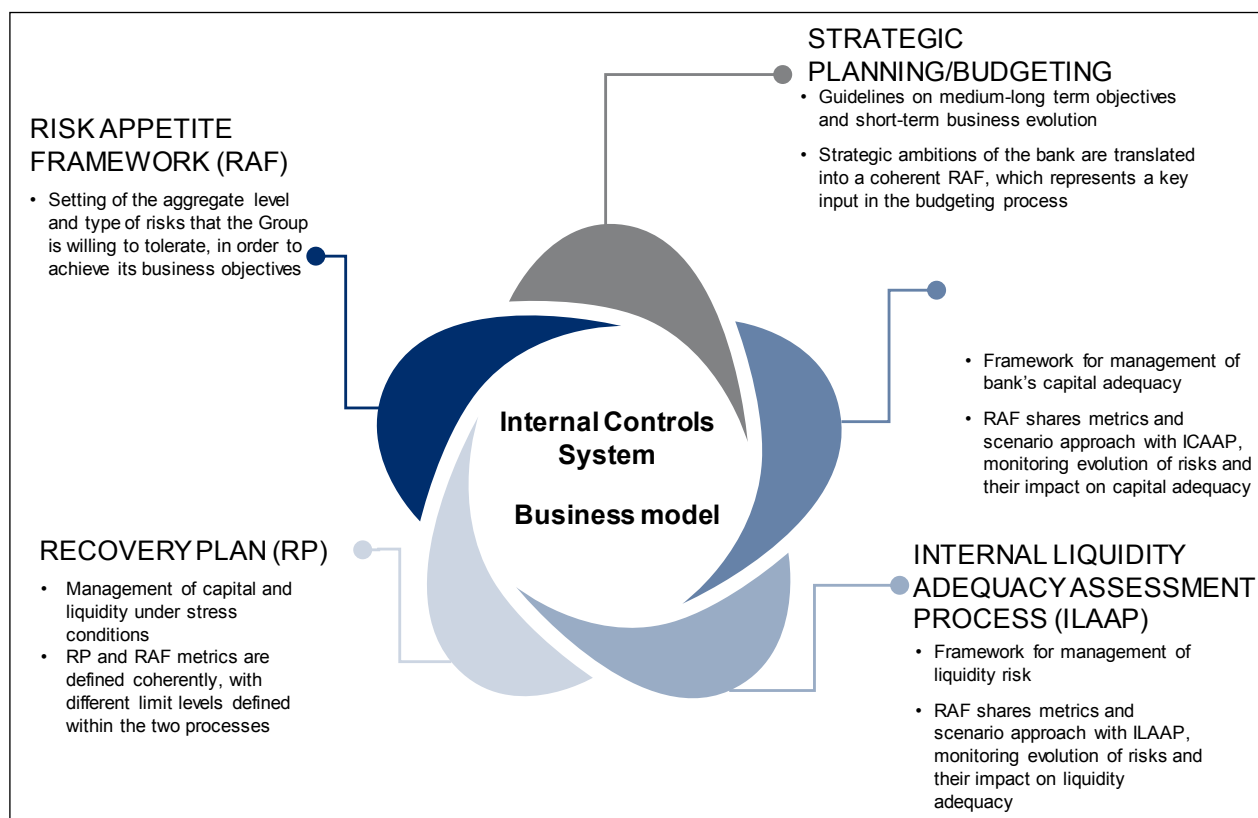 STRATEGIC
PLANNING/BUDGETING
• Guidelines on medium-long term objectives
and short-term business evolution
• Strategic ambitions of the bank are translated
into a coherent RAF, which represents a key
input in the budgeting process
RISK APPETITE
FRAMEWORK (RAF)
• Setting of the aggregate level
and type of risks that the Group
is willing to tolerate, in order to
achieve its business objectives
• Framework for management of
bank's capital adequacy
• RAF shares metrics and
scenario approach with ICAAP,
monitoring evolution of risks and
their impact on capital adequacy
Internal Controls
System
Business model
RECOVERY PLAN (RP)
• Management of capital and
liquidity under stress
conditions
• RP and RAF metrics are
defined coherently, with
different limit levels defined
within the two processes
INTERNAL LIQUIDITY
ADEQUACY ASSESSMENT
PROCESS (ILAAP)
• Framework for management of
liquidity risk
• RAF shares metrics and
scenario approach with ILAAP,
monitoring evolution of risks and
their impact on liquidity
adequacy